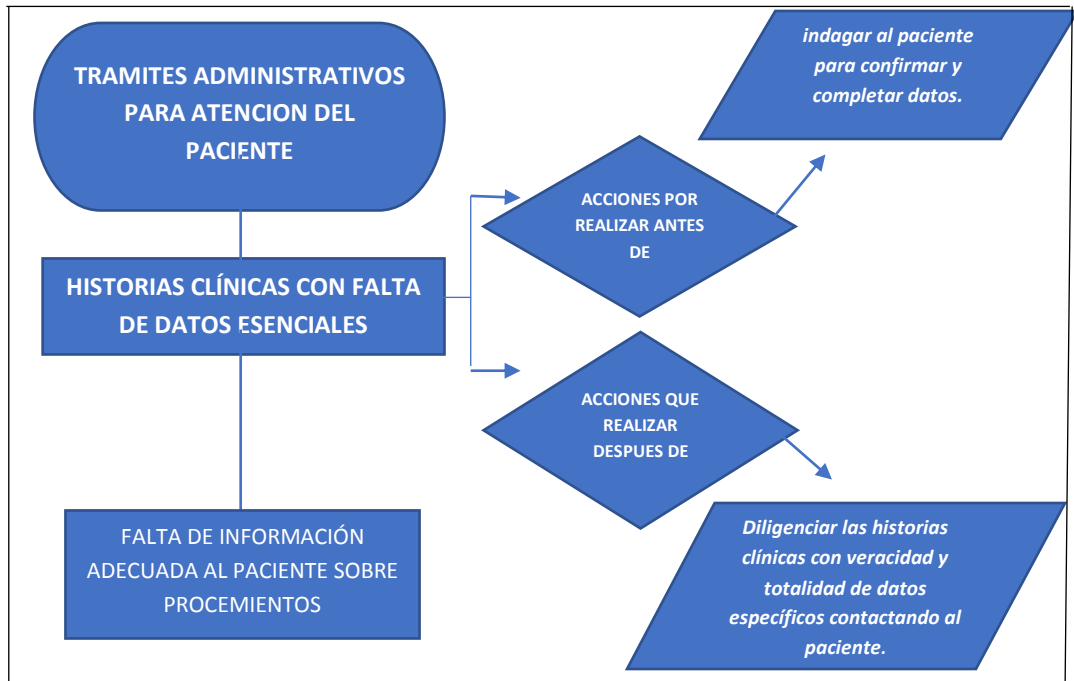 TRAMITES ADMINISTRATIVOS
PARA ATENCION DEL
PACIENTE
HISTORIAS CLÍNICAS CON FALTA
DE DATOS ESENCIALES
FALTA DE INFORMACIÓN
ADECUADA AL PACIENTE SOBRE
PROCEMIENTOS
ACCIONES POR
REALIZAR ANTES
DE
indagar al paciente
para confirmar y
completar datos.
ACCIONES QUE
REALIZAR
DESPUES DE
Diligenciar las historias
clínicas con veracidad y
totalidad de datos
específicos contactando al
paciente.